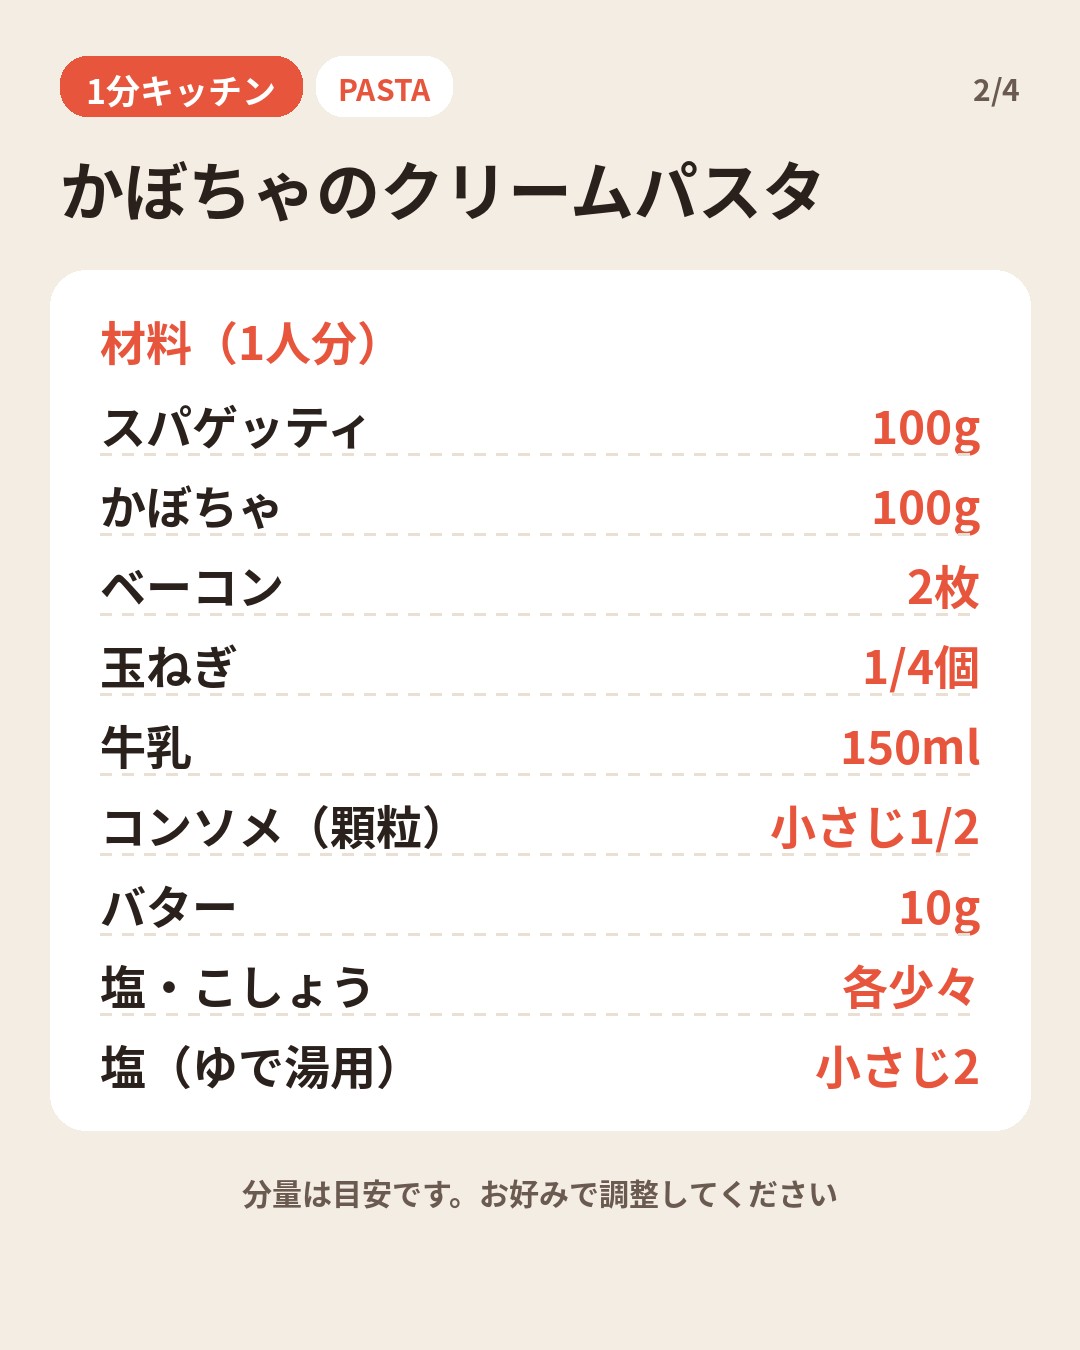 1分キッチン PASTA 2/4
かぼちゃのクリームパスタ
材料（1人分）
スパゲッティ 100g
かぼちゃ 100g
ベーコン 2枚
玉ねぎ 1/4個
牛乳 150ml
コンソメ（顆粒） 小さじ1/2
バター 10g
塩・こしょう 各少々
塩（ゆで湯用） 小さじ2
分量は目安です。お好みで調整してください